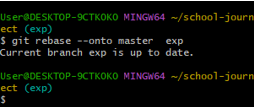 User@DESKTOP-9CTKOKO MINGW64 ~/school-journ
ect (exp)
$ git rebase --onto master  exp
Current branch exp is up to date.
User@DESKTOP-9CTKOKO MINGW64 ~/school-journ
ect (exp)
$